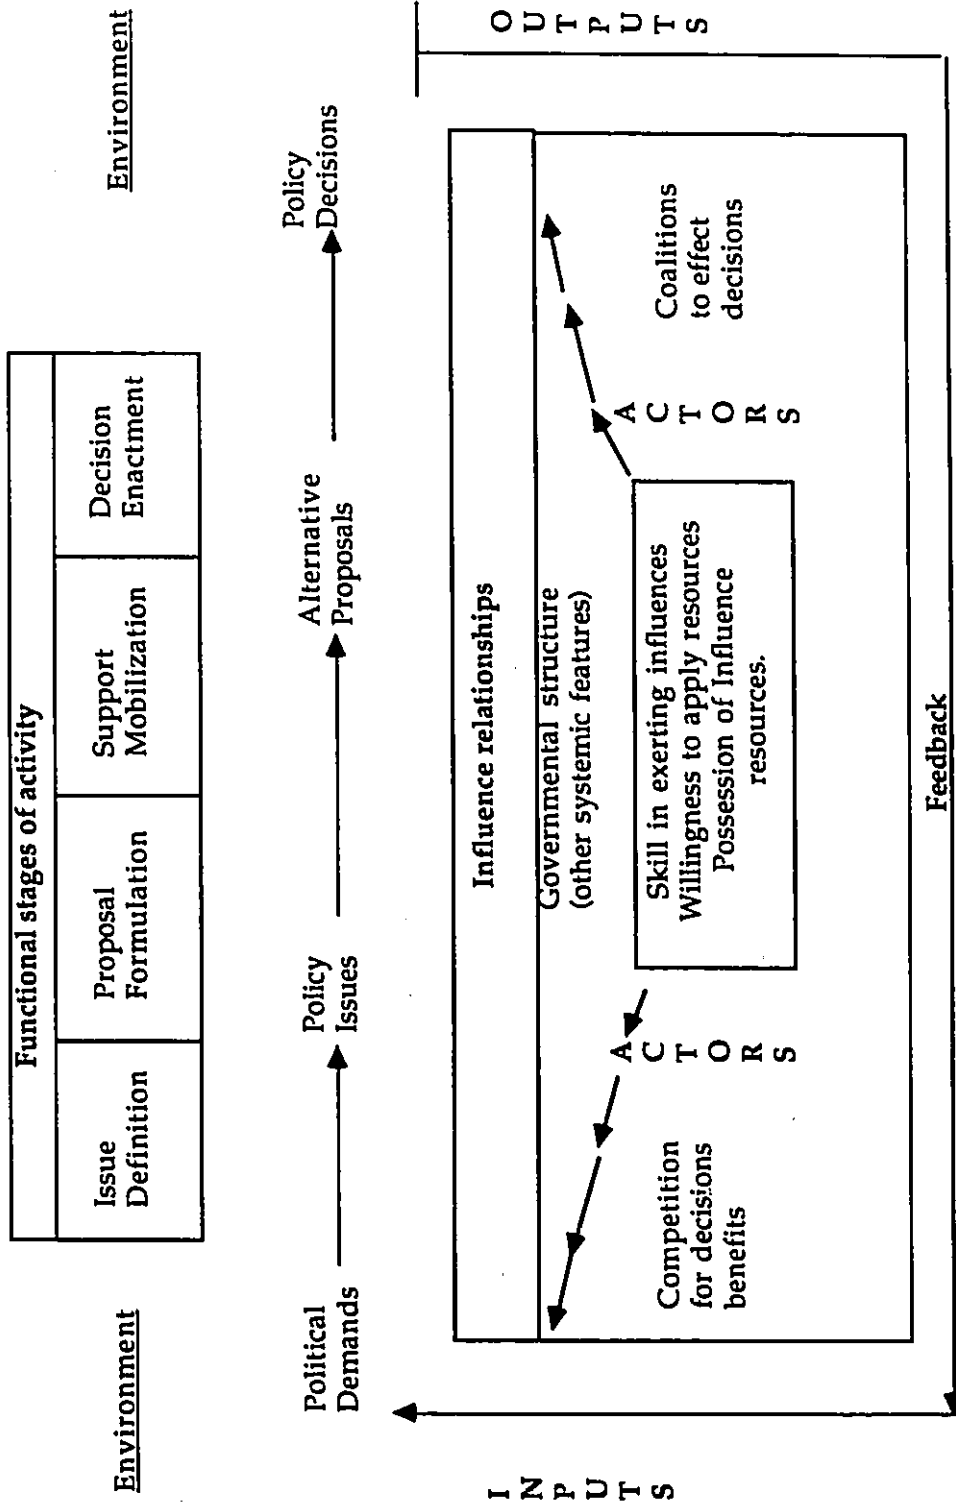 Environment
Environment
Functional stages of activity
Issue
Definition
Proposal
Formulation
Support
Mobilization
Decision
Enactment
Political
Demands
Policy
Issues
Alternative
Proposals
Policy
Decisions
INPUTS
OUTPUTS
Influence relationships
Governmental structure
(other systemic features)
Competition
for decisions
benefits
ACTORS
Skill in exerting influences
Willingness to apply resources
Possession of Influence
resources.
ACTORS
Coalitions
to effect
decisions
Feedback